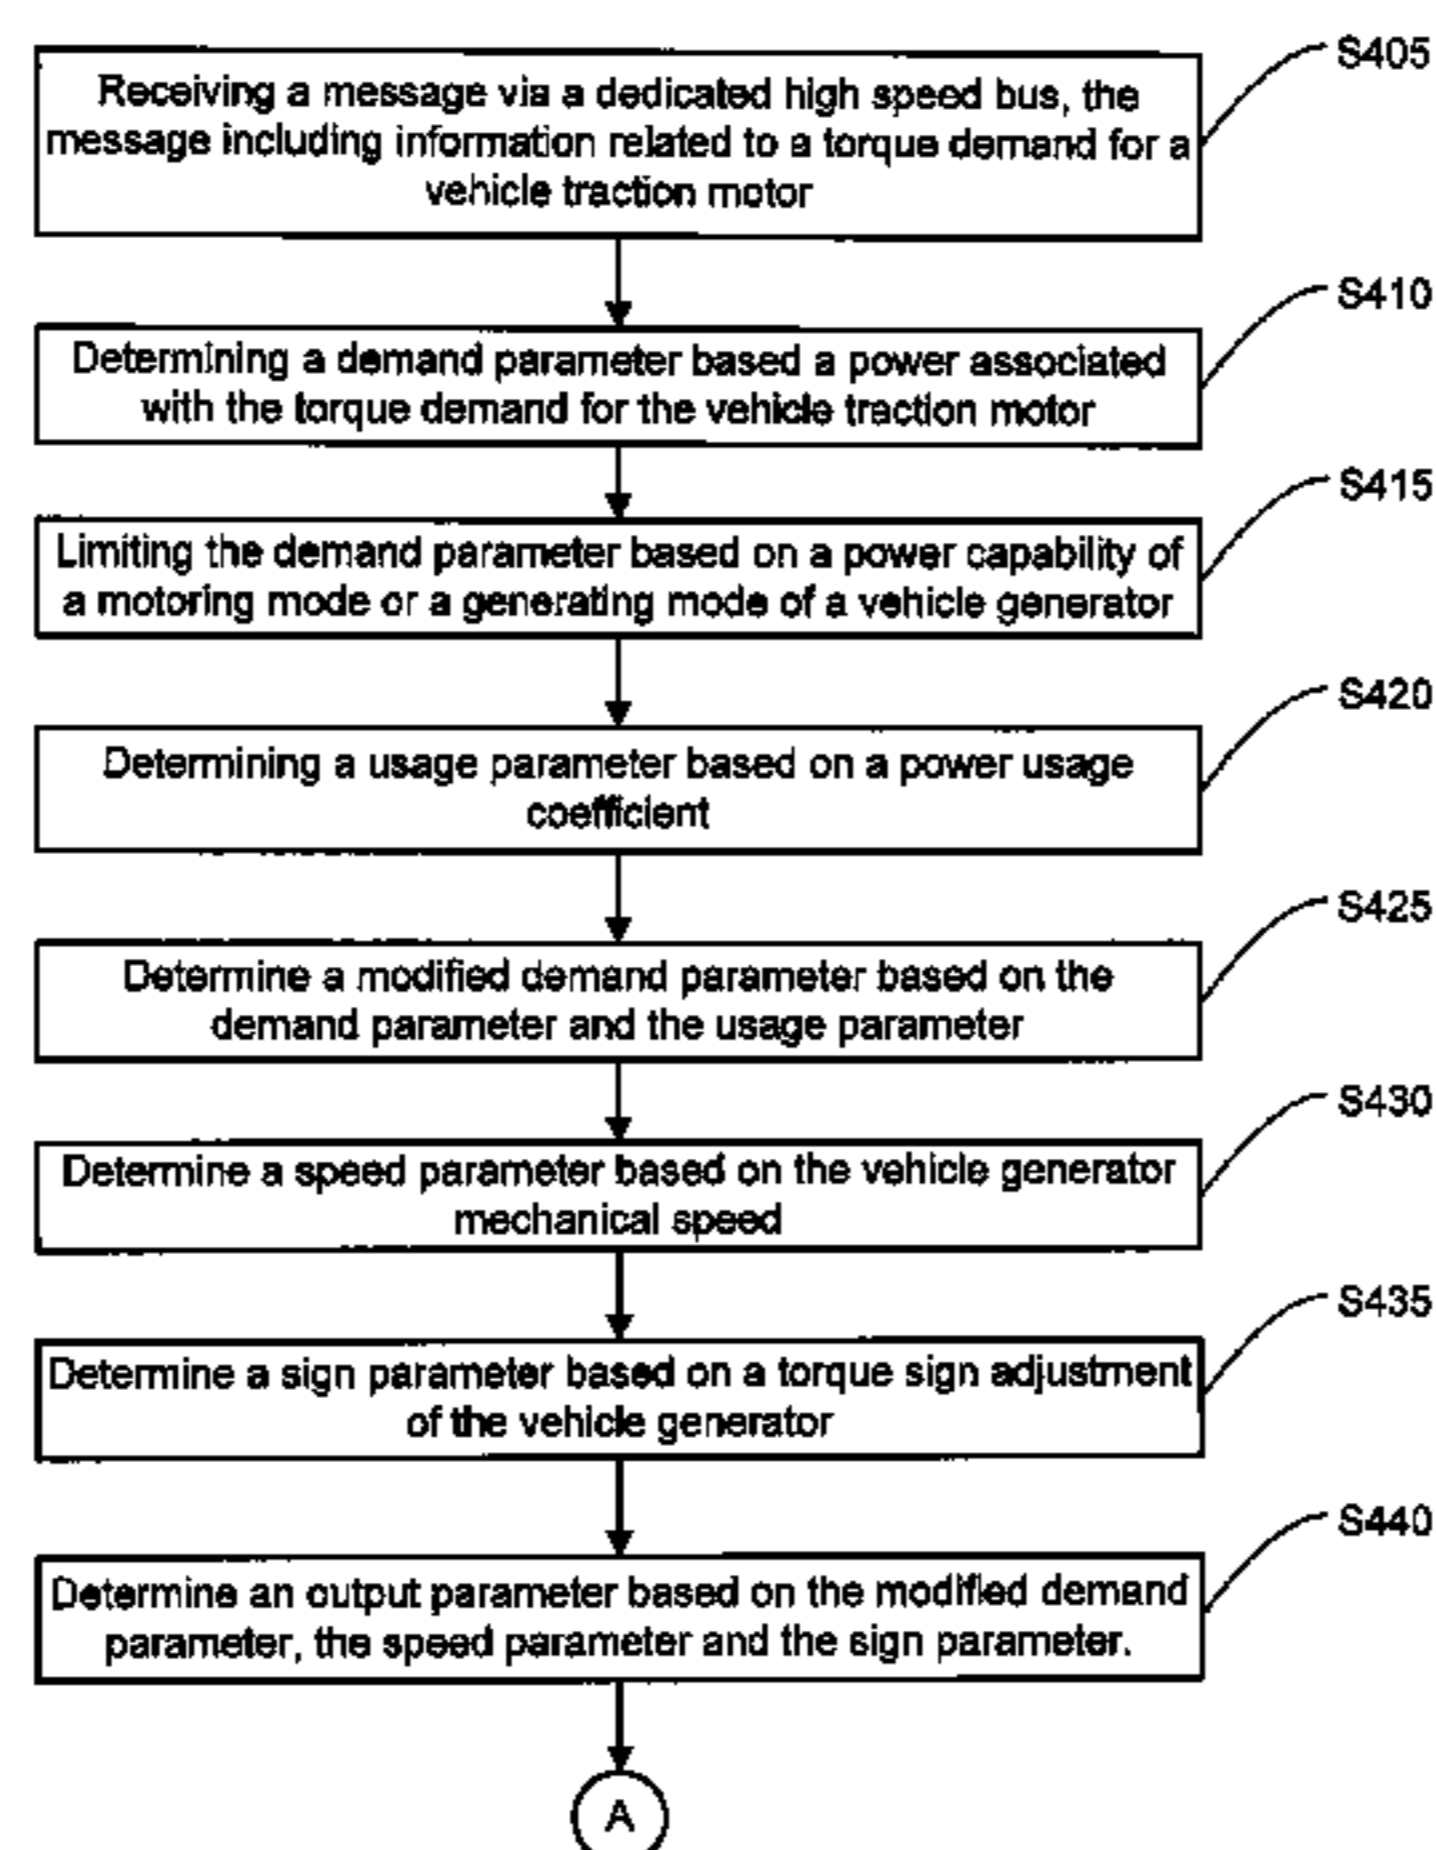 S405
Receiving a message via a dedicated high speed bus, the
message including information related to a torque demand for a
vehicle traction motor
S410
Determining a demand parameter based a power associated
with the torque demand for the vehicle traction motor
S415
Limiting the demand parameter based on a power capability of
a motoring mode or a generating mode of a vehicle generator
S420
Determining a usage parameter based on a power usage
coefficient
S425
Determine a modified demand parameter based on the
demand parameter and the usage parameter
S430
Determine a speed parameter based on the vehicle generator
mechanical speed
S435
Determine a sign parameter based on a torque sign adjustment
of the vehicle generator
S440
Determine an output parameter based on the modified demand
parameter, the speed parameter and the sign parameter.
A